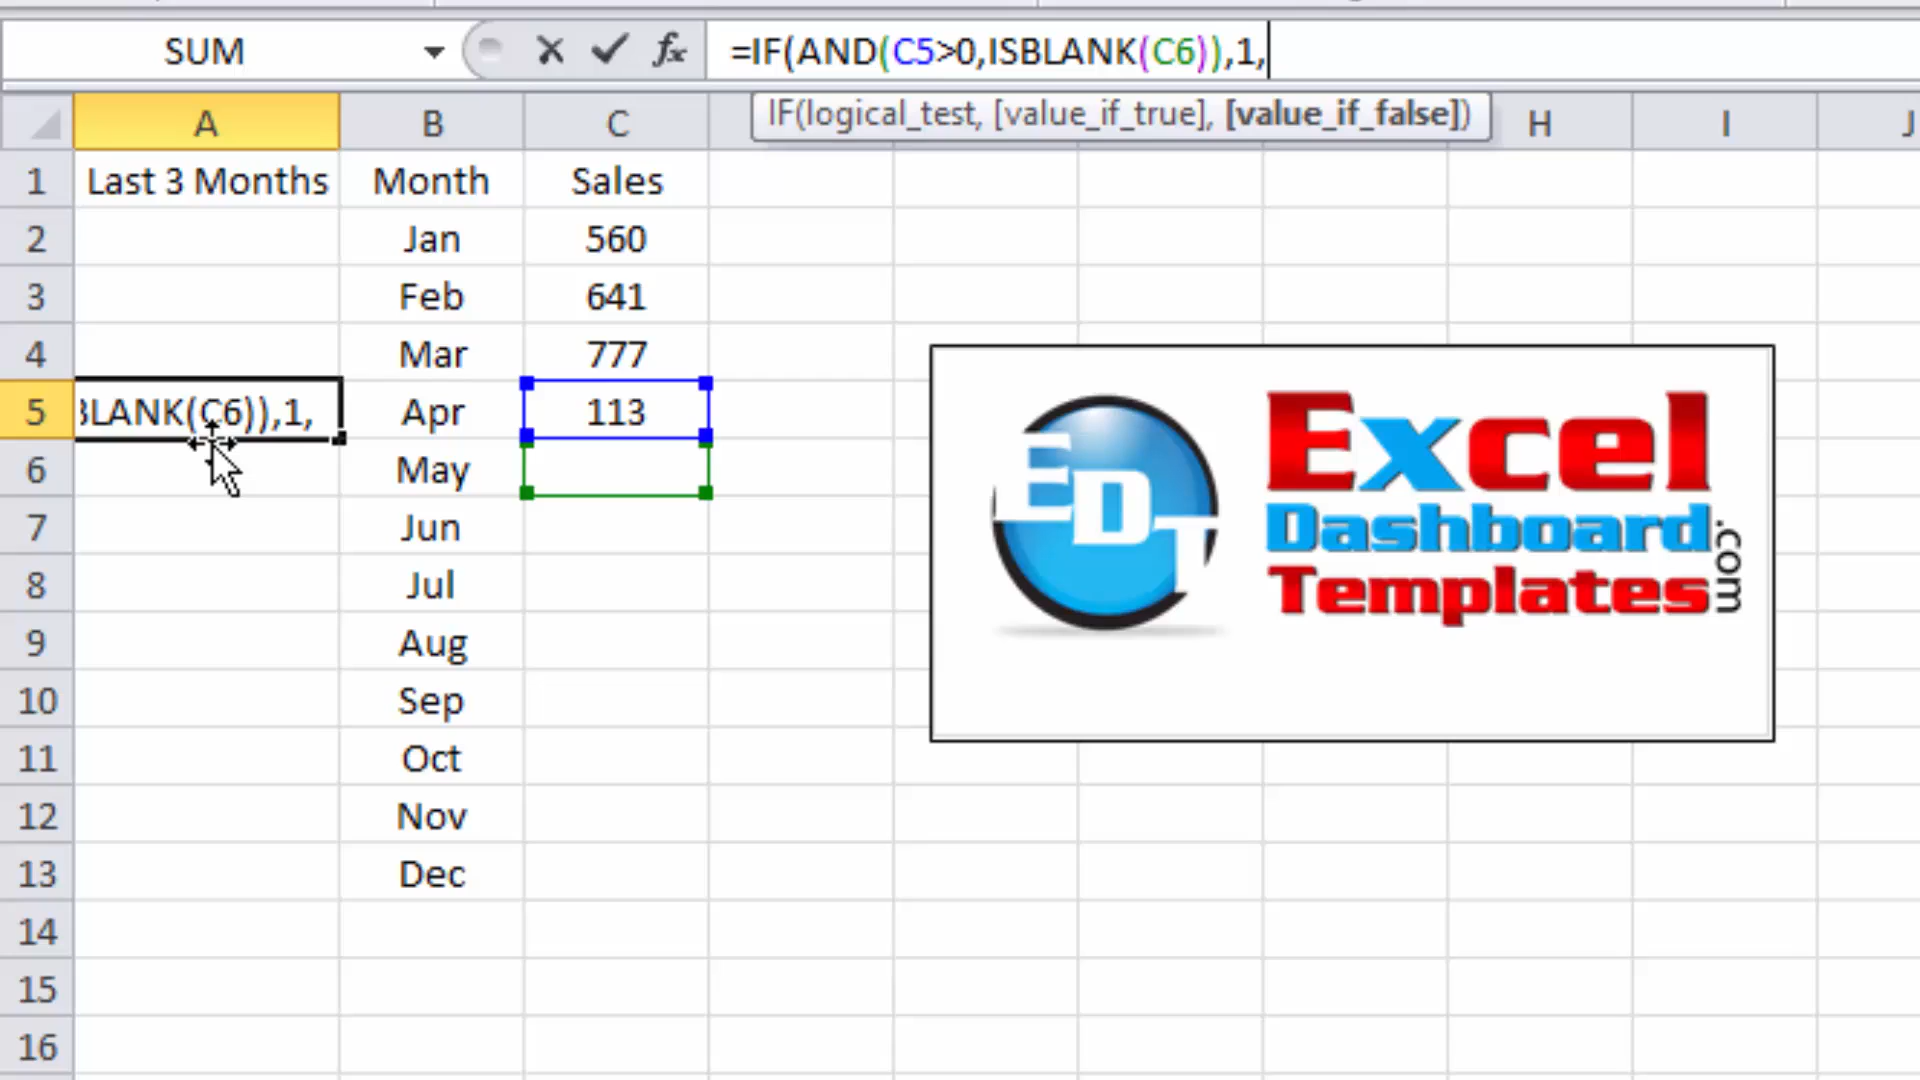 SUM =IF(AND(C5>0,ISBLANK(C6)),1,
IF(logical_test, [value_if_true], [value_if_false])
A B C H I J
1 Last 3 Months Month Sales
2 Jan 560
3 Feb 641
4 Mar 777
5 BLANK(C6)),1, Apr 113
6 May
7 Jun
8 Jul
9 Aug
10 Sep
11 Oct
12 Nov
13 Dec
14
15
16
EDT
Excel
Dashboard
Templates
.com